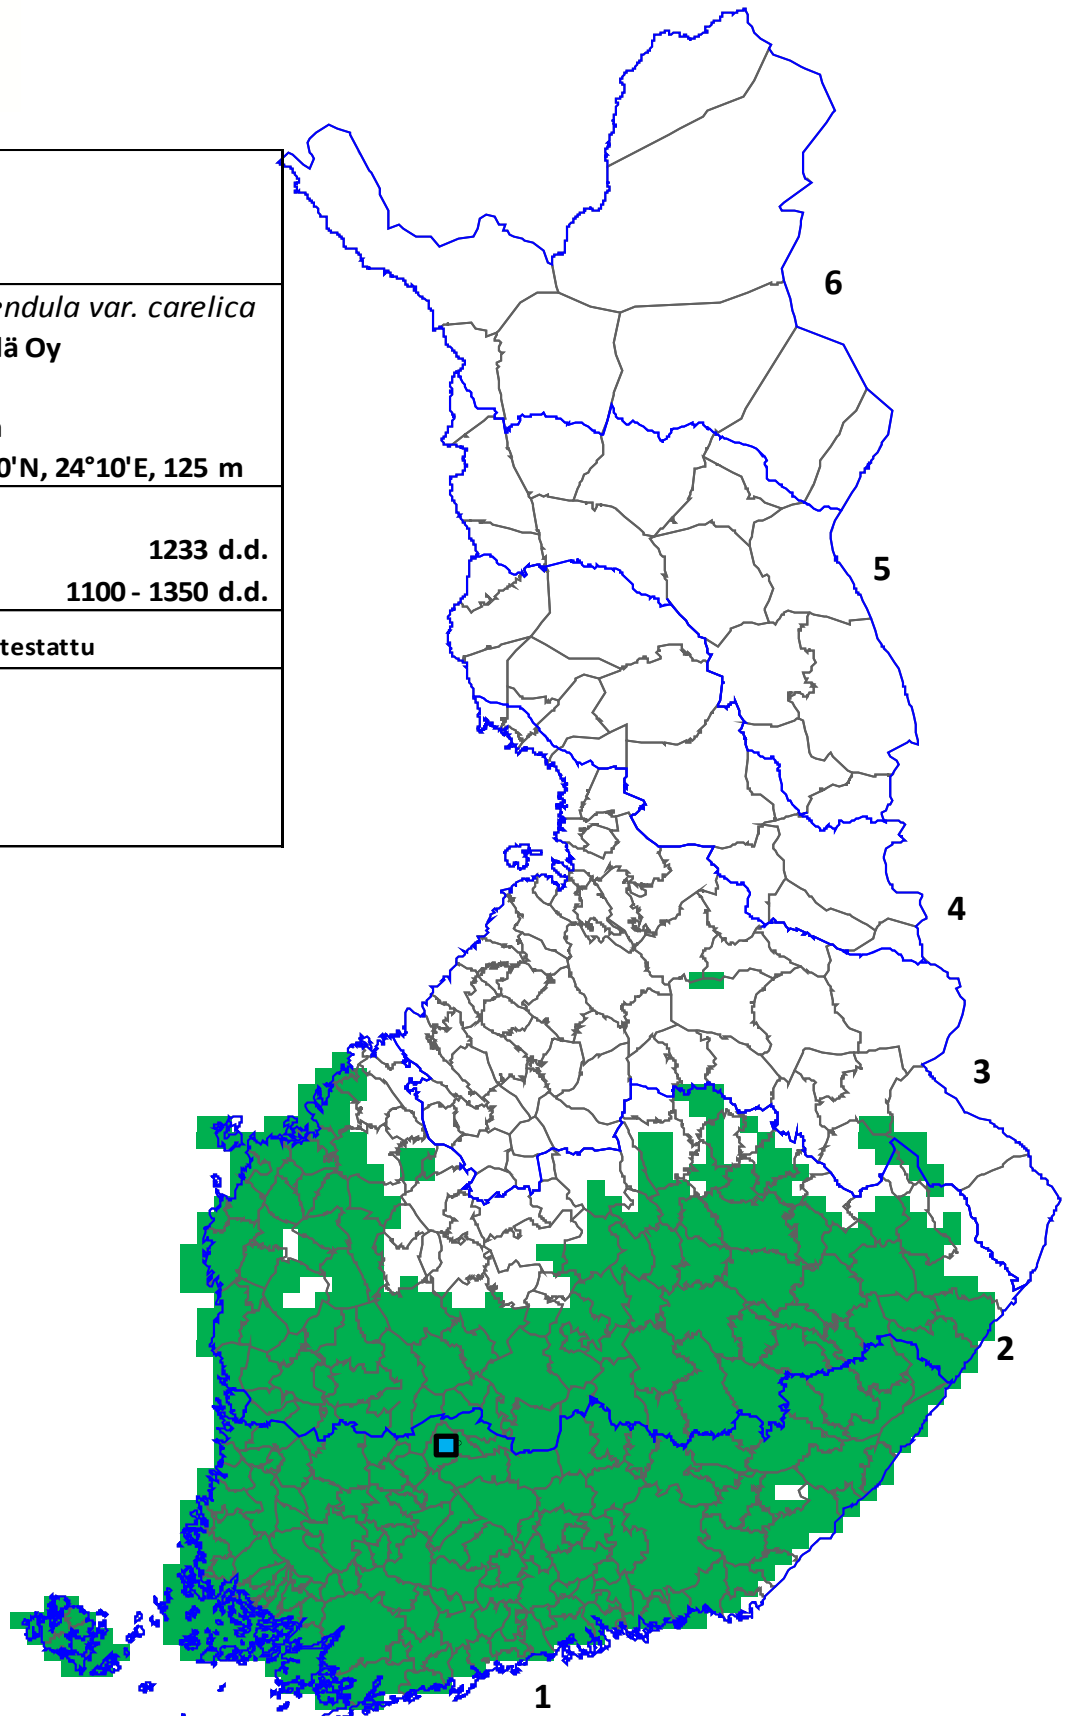 endula var. carelica
lä Oy
0'N, 24°10'E, 125 m
1233 d.d.
1100 - 1350 d.d.
testattu
6
5
4
3
2
1